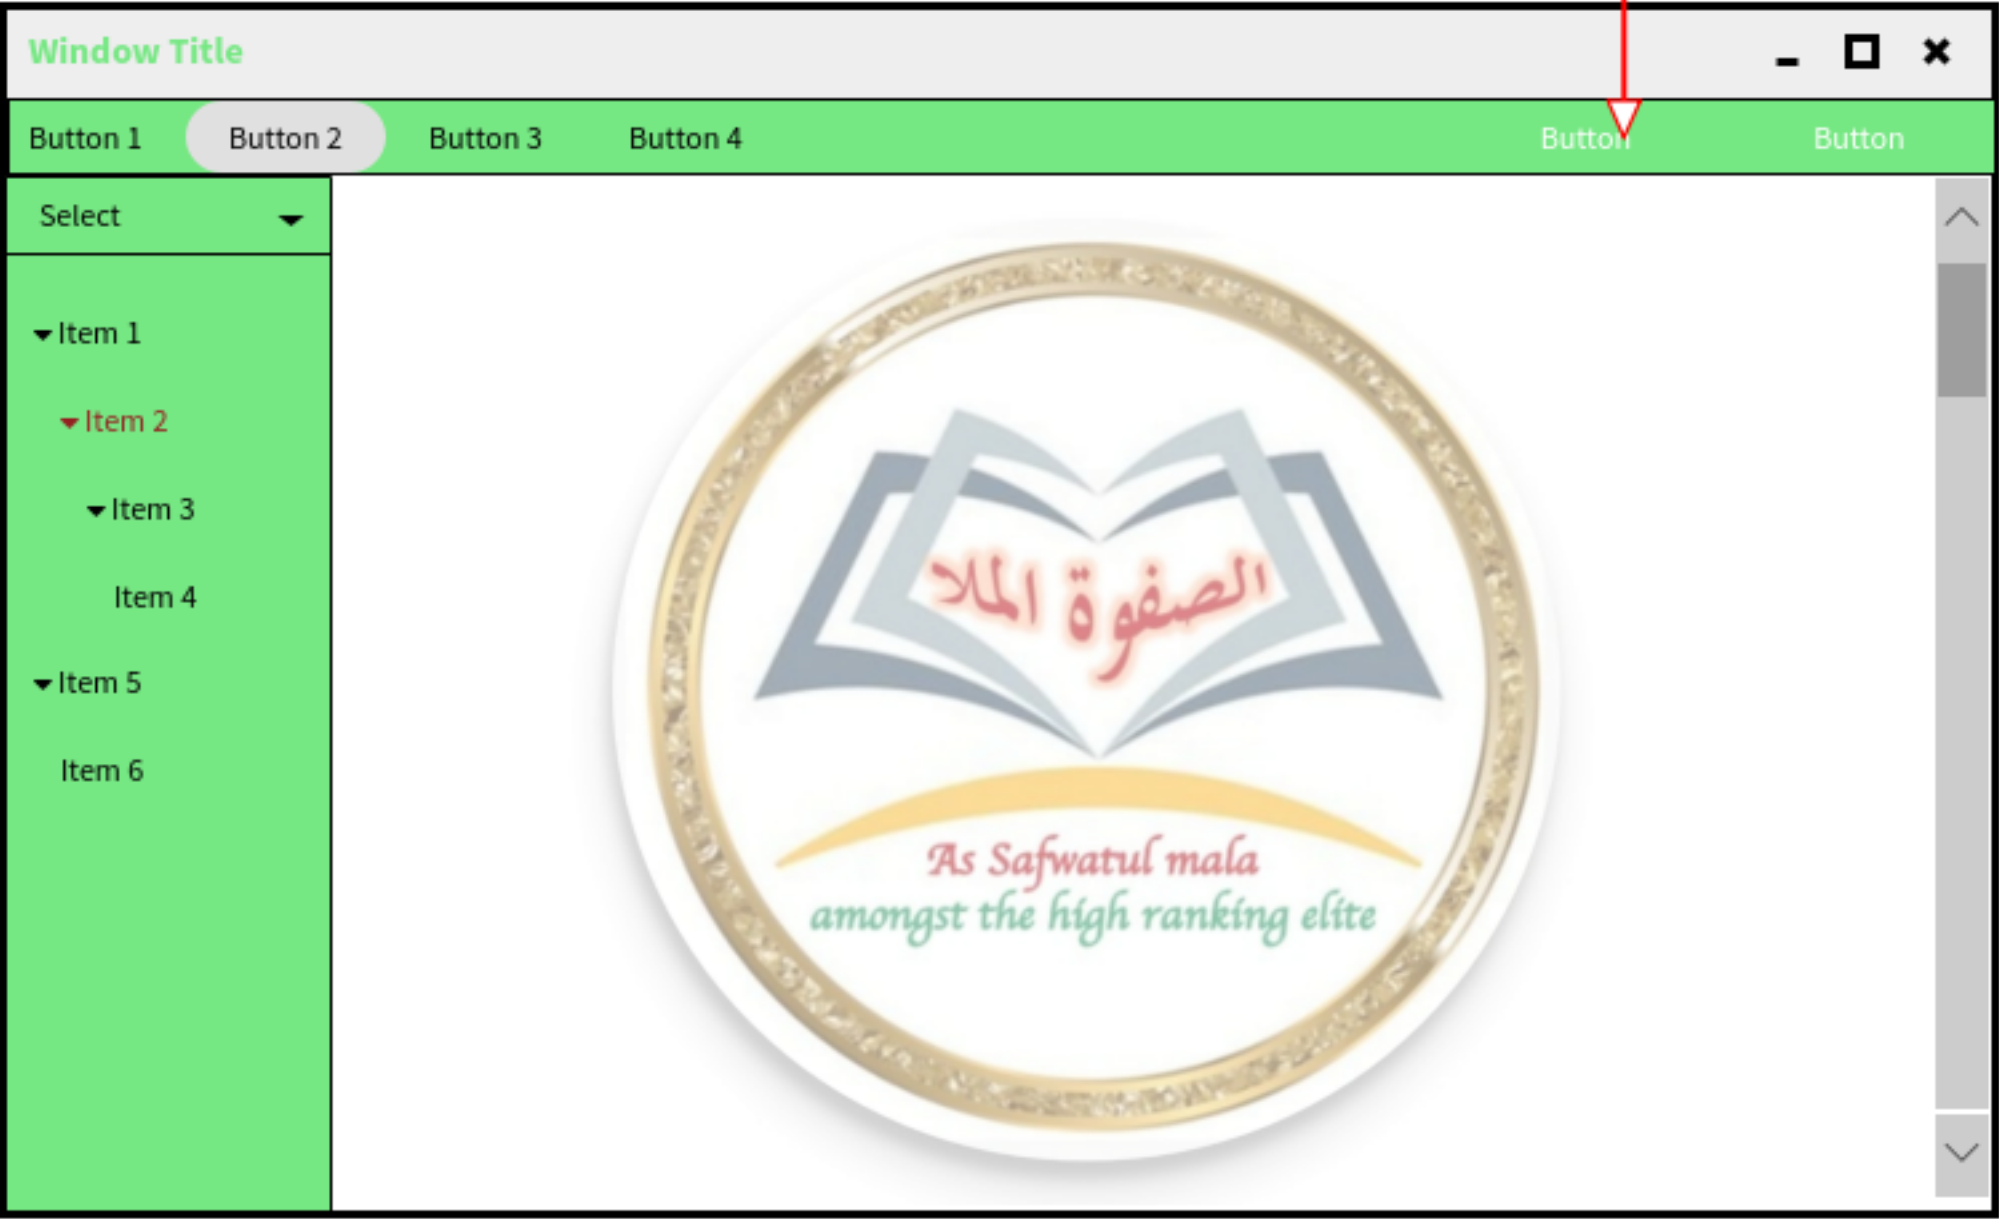 Window Title
Button 1 Button 2 Button 3 Button 4 Button Button
Select
Item 1
Item 2
Item 3
Item 4
Item 5
Item 6
الصفوة الملا
As Safwatul mala
amongst the high ranking elite